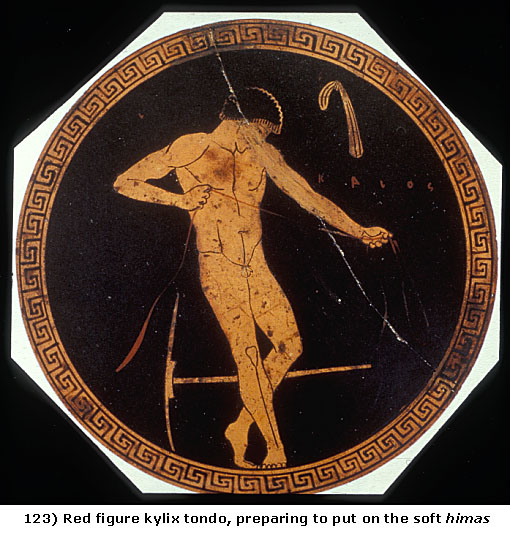 ΚΑΛΟΣ
123) Red figure kylix tondo, preparing to put on the soft himas